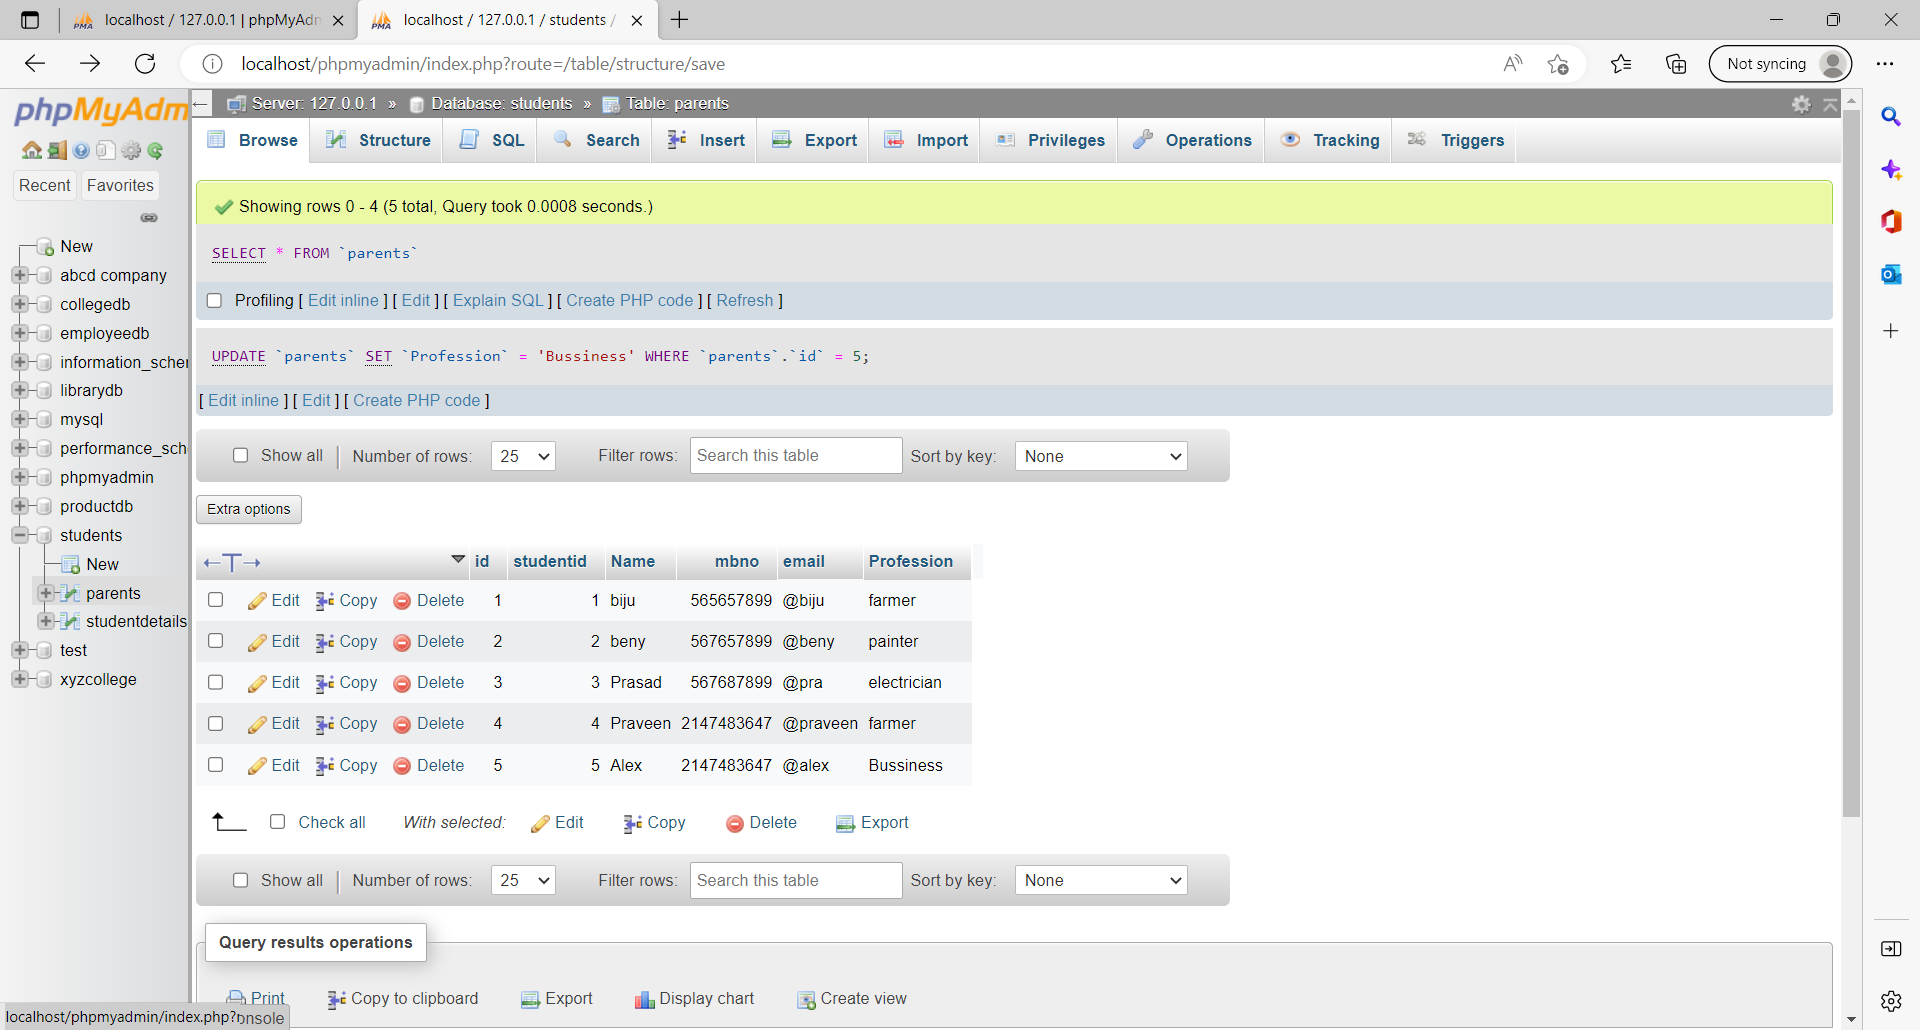 localhost / 127.0.0.1 | phpMyAdm
localhost / 127.0.0.1 / students /
localhost/phpmyadmin/index.php?route=/table/structure/save
Not syncing
phpMyAdm
Recent Favorites
New
abcd company
collegedb
employeedb
information_scher
librarydb
mysql
performance_sch
phpmyadmin
productdb
students
New
parents
studentdetails
test
xyzcollege
Server: 127.0.0.1 » Database: students » Table: parents
Browse Structure SQL Search Insert Export Import Privileges Operations Tracking Triggers
Showing rows 0 - 4 (5 total, Query took 0.0008 seconds.)
SELECT * FROM `parents`
Profiling [ Edit inline ] [ Edit ] [ Explain SQL ] [ Create PHP code ] [ Refresh ]
UPDATE `parents` SET `Profession` = 'Bussiness' WHERE `parents`.`id` = 5;
[ Edit inline ] [ Edit ] [ Create PHP code ]
Show all | Number of rows: 25 Filter rows: Search this table Sort by key: None
Extra options
←T→ id studentid Name mbno email Profession
Edit Copy Delete 1 1 biju 565657899 @biju farmer
Edit Copy Delete 2 2 beny 567657899 @beny painter
Edit Copy Delete 3 3 Prasad 567687899 @pra electrician
Edit Copy Delete 4 4 Praveen 2147483647 @praveen farmer
Edit Copy Delete 5 5 Alex 2147483647 @alex Bussiness
Check all With selected: Edit Copy Delete Export
Show all | Number of rows: 25 Filter rows: Search this table Sort by key: None
Query results operations
Print Copy to clipboard Export Display chart Create view
localhost/phpmyadmin/index.php?r
onsole